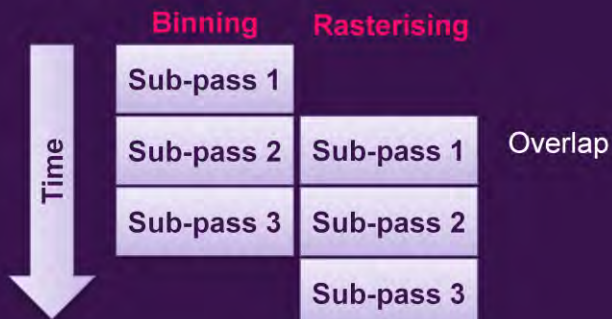 Binning Rasterising
Sub-pass 1
Sub-pass 2 Sub-pass 1 Overlap
Sub-pass 3 Sub-pass 2
Sub-pass 3
Time